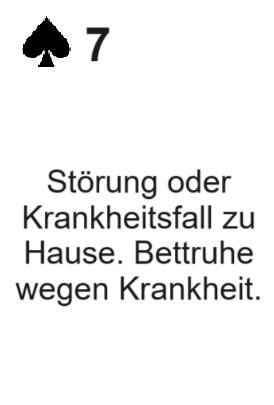 ♠ 7
Störung oder
Krankheitsfall zu
Hause. Bettruhe
wegen Krankheit.